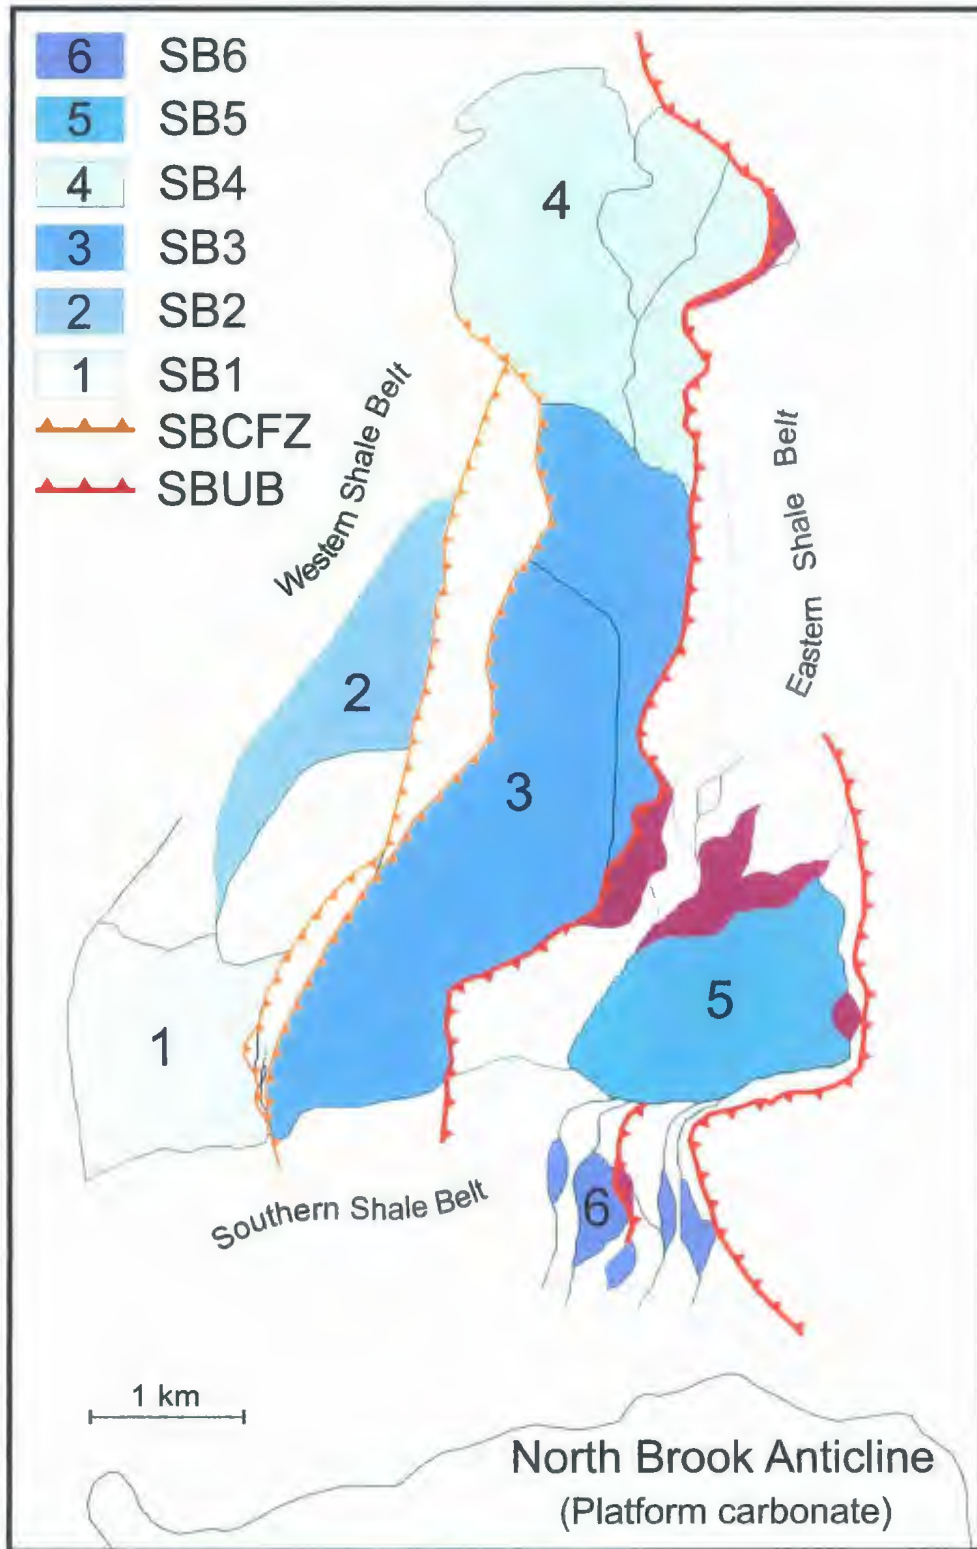 6 SB6
5 SB5
4 SB4
3 SB3
2 SB2
1 SB1
SBCFZ
SBUB
4
Western Shale Belt
Eastern Shale Belt
2
3
5
1
6
Southern Shale Belt
1 km
North Brook Anticline
(Platform carbonate)